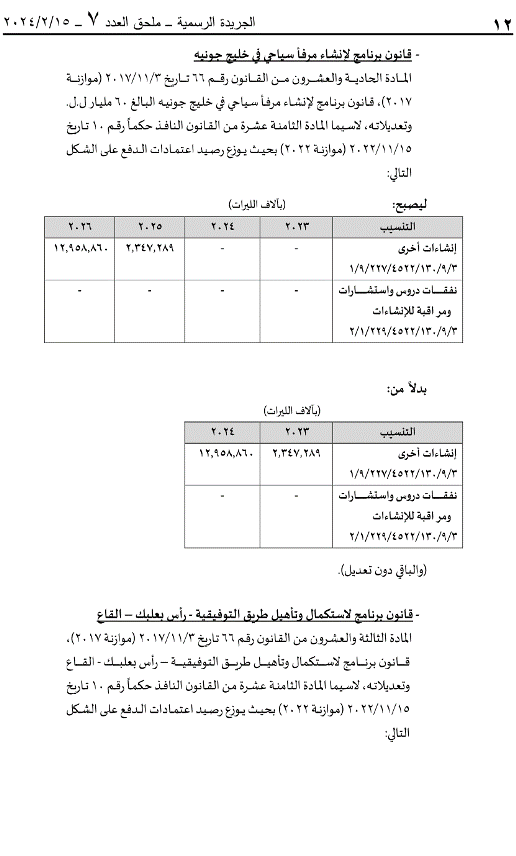 ١٢ الجريدة الرسمية – ملحق العدد ٧ – ٢٠٢٤/٢/١٥
- قانون برنامج لإنشاء مرفأ سياحي في خليج جونيه
المادة الحادية والعشرون من القانون رقم ٦٦ تاريخ ٢٠١٧/١١/٣ (موازنة
٢٠١٧)، قانون برنامج لإنشاء مرفأ سياحي في خليج جونيه البالغ ٦٠ مليار ل.ل.
وتعديلاته، لاسيما المادة الثامنة عشرة من القانون النافذ حكماً رقم ١٠ تاريخ
٢٠٢٢/١١/١٥ (موازنة ٢٠٢٢) بحيث يوزع رصيد اعتمادات الدفع على الشكل
التالي:
ليصبح: (بآلاف الليرات)
التنسيب ٢٠٢٣ ٢٠٢٤ ٢٠٢٥ ٢٠٢٦
إنشاءات أخرى - - ٢,٣٤٧,٢٨٩ ١٢,٩٥٨,٨٦٠
١/٩/٢٢٧/٤٥٢٢/١٣٠/٩/٣
نفقات دروس واستشارات - - - -
ومراقبة للإنشاءات
٢/١/٢٢٩/٤٥٢٢/١٣٠/٩/٣
بدلاً من:
(بآلاف الليرات)
التنسيب ٢٠٢٣ ٢٠٢٤
إنشاءات أخرى ٢,٣٤٧,٢٨٩ ١٢,٩٥٨,٨٦٠
١/٩/٢٢٧/٤٥٢٢/١٣٠/٩/٣
نفقات دروس واستشارات - -
ومراقبة للإنشاءات
٢/١/٢٢٩/٤٥٢٢/١٣٠/٩/٣
(والباقي دون تعديل).
- قانون برنامج لاستكمال وتأهيل طريق التوفيقية - رأس بعلبك – القاع
المادة الثالثة والعشرون من القانون رقم ٦٦ تاريخ ٢٠١٧/١١/٣ (موازنة ٢٠١٧)،
قانون برنامج لاستكمال وتأهيل طريق التوفيقية – رأس بعلبك - القاع
وتعديلاته، لاسيما المادة الثامنة عشرة من القانون النافذ حكماً رقم ١٠ تاريخ
٢٠٢٢/١١/١٥ (موازنة ٢٠٢٢) بحيث يوزع رصيد اعتمادات الدفع على الشكل
التالي: